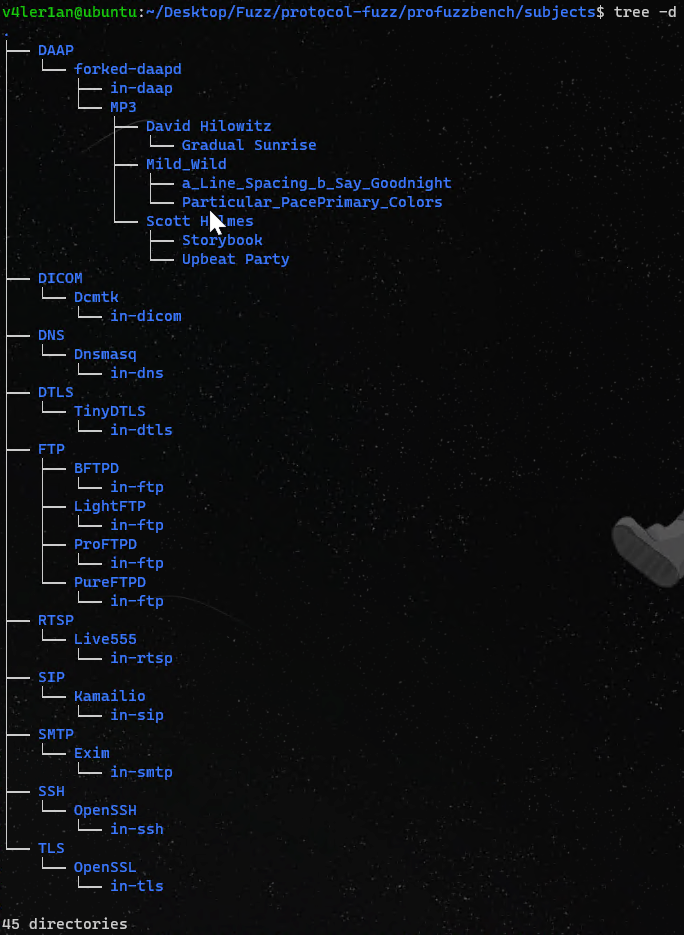 v4ler1an@ubuntu:~/Desktop/Fuzz/protocol-fuzz/profuzzbench/subjects$ tree -d
.
├── DAAP
│   └── forked-daapd
│       ├── in-daap
│       └── MP3
│           ├── David Hilowitz
│           │   └── Gradual Sunrise
│           ├── Mild_Wild
│           │   ├── a_Line_Spacing_b_Say_Goodnight
│           │   └── Particular_PacePrimary_Colors
│           └── Scott Holmes
│               ├── Storybook
│               └── Upbeat Party
├── DICOM
│   └── Dcmtk
│       └── in-dicom
├── DNS
│   └── Dnsmasq
│       └── in-dns
├── DTLS
│   └── TinyDTLS
│       └── in-dtls
├── FTP
│   ├── BFTPD
│   │   └── in-ftp
│   ├── LightFTP
│   │   └── in-ftp
│   ├── ProFTPD
│   │   └── in-ftp
│   └── PureFTPD
│       └── in-ftp
├── RTSP
│   └── Live555
│       └── in-rtsp
├── SIP
│   └── Kamailio
│       └── in-sip
├── SMTP
│   └── Exim
│       └── in-smtp
├── SSH
│   └── OpenSSH
│       └── in-ssh
└── TLS
    └── OpenSSL
        └── in-tls

45 directories